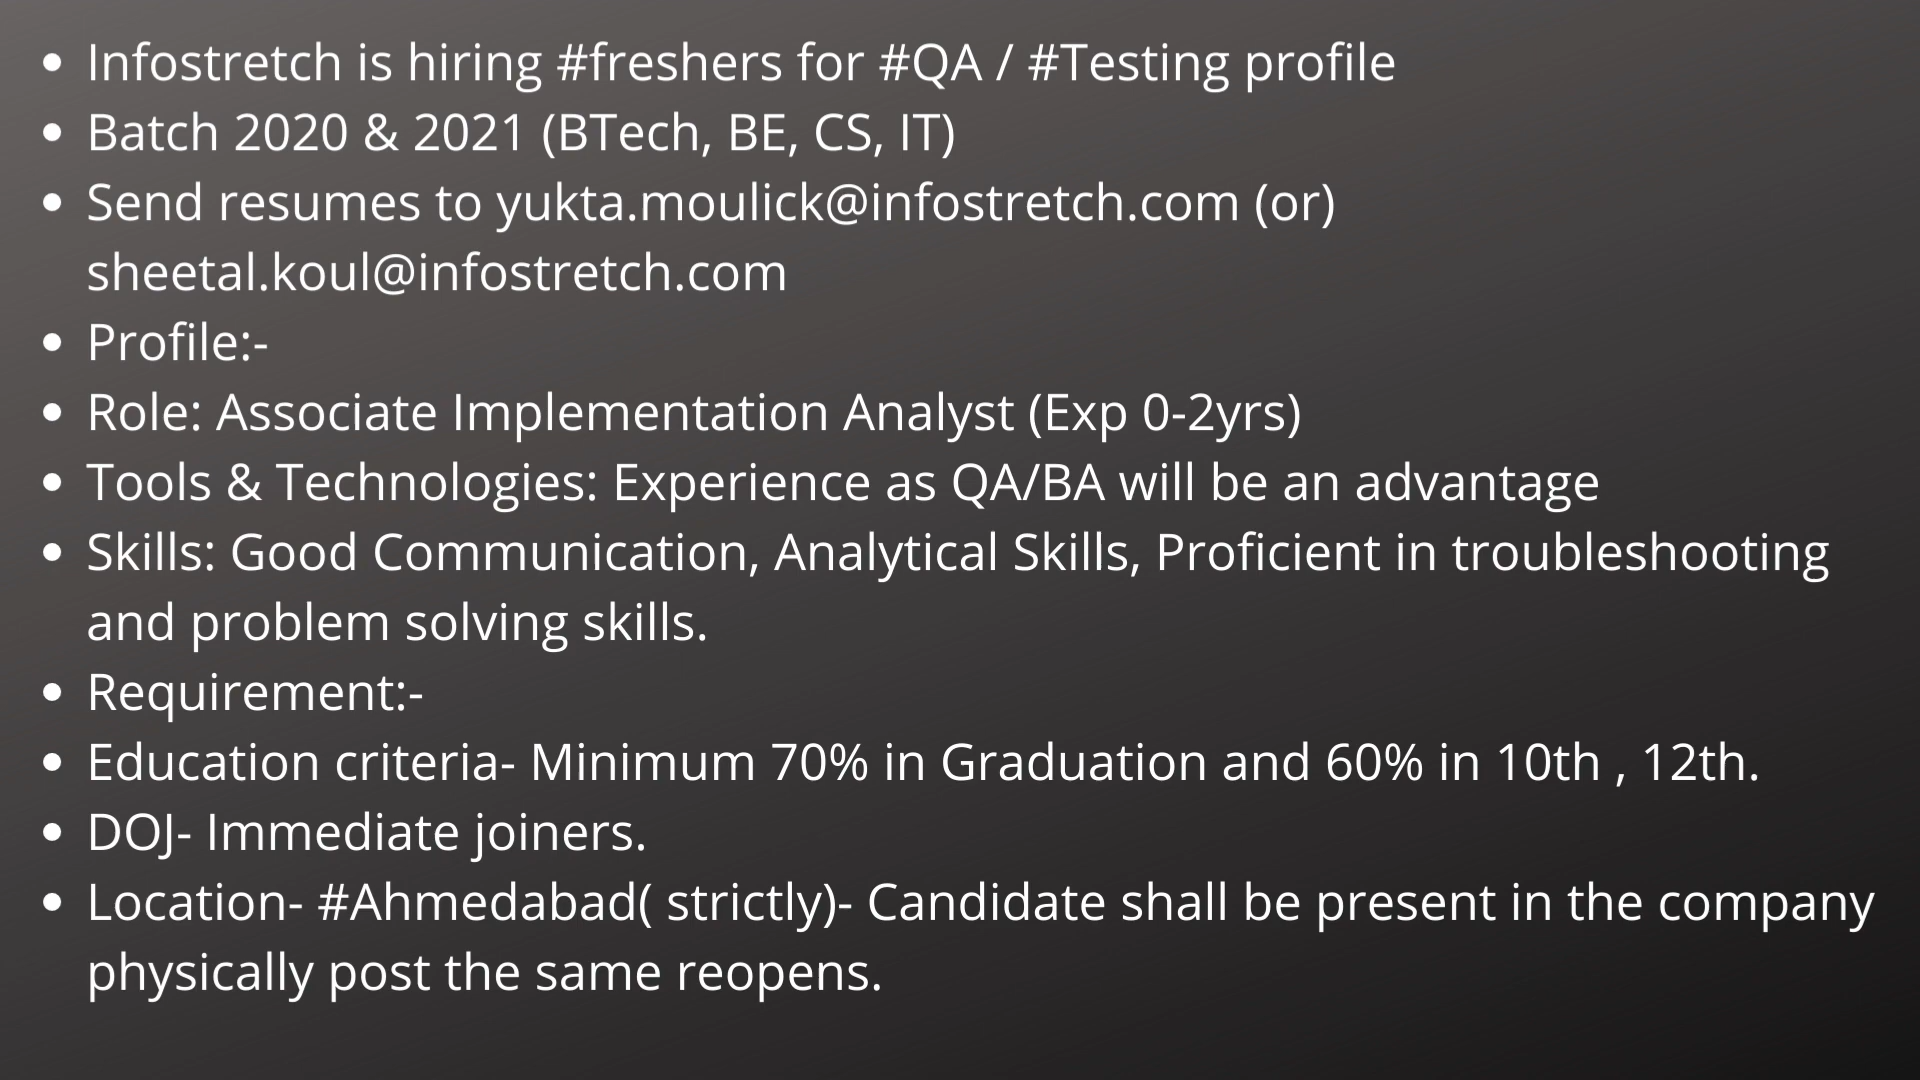 • Infostretch is hiring #freshers for #QA / #Testing profile
• Batch 2020 & 2021 (BTech, BE, CS, IT)
• Send resumes to yukta.moulick@infostretch.com (or)
sheetal.koul@infostretch.com
• Profile:-
• Role: Associate Implementation Analyst (Exp 0-2yrs)
• Tools & Technologies: Experience as QA/BA will be an advantage
• Skills: Good Communication, Analytical Skills, Proficient in troubleshooting
and problem solving skills.
• Requirement:-
• Education criteria- Minimum 70% in Graduation and 60% in 10th , 12th.
• DOJ- Immediate joiners.
• Location- #Ahmedabad( strictly)- Candidate shall be present in the company
physically post the same reopens.